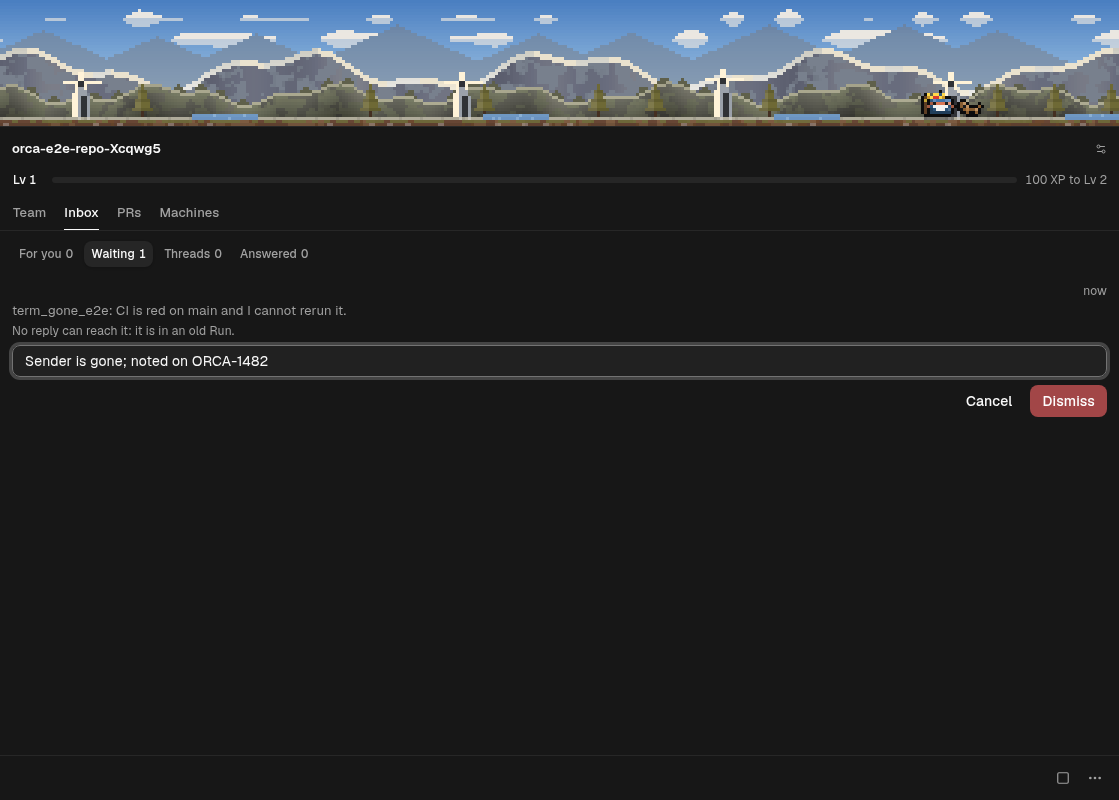 orca-e2e-repo-Xcqwg5
Lv 1
100 XP to Lv 2
Team
Inbox
PRs
Machines
For you 0
Waiting 1
Threads 0
Answered 0
now
term_gone_e2e: CI is red on main and I cannot rerun it.
No reply can reach it: it is in an old Run.
Sender is gone; noted on ORCA-1482
Cancel
Dismiss